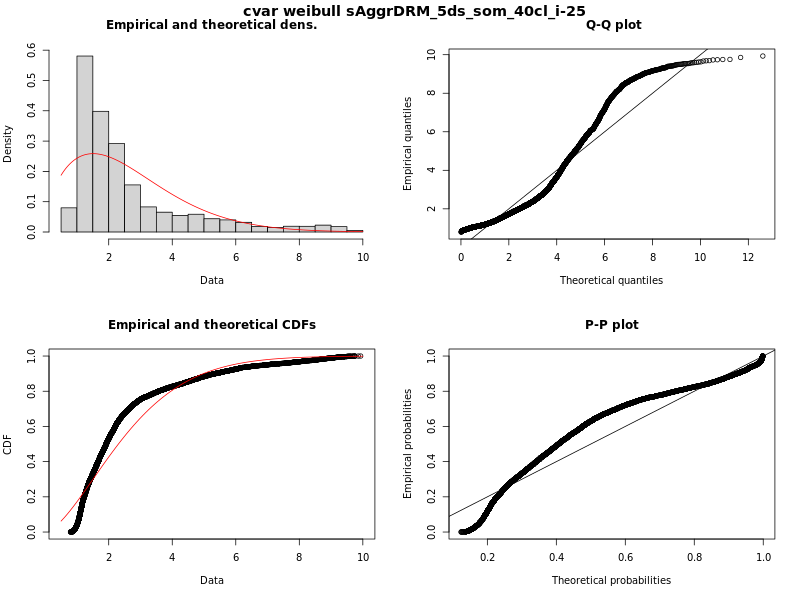 cvar weibull sAggrDRM_5ds_som_40cl_i-25
Empirical and theoretical dens.
Density
0.0 0.1 0.2 0.3 0.4 0.5 0.6
2 4 6 8 10
Data
Q-Q plot
Empirical quantiles
2 4 6 8 10
0 2 4 6 8 10 12
Theoretical quantiles
Empirical and theoretical CDFs
CDF
0.0 0.2 0.4 0.6 0.8 1.0
2 4 6 8 10
Data
P-P plot
Empirical probabilities
0.0 0.2 0.4 0.6 0.8 1.0
0.2 0.4 0.6 0.8 1.0
Theoretical probabilities